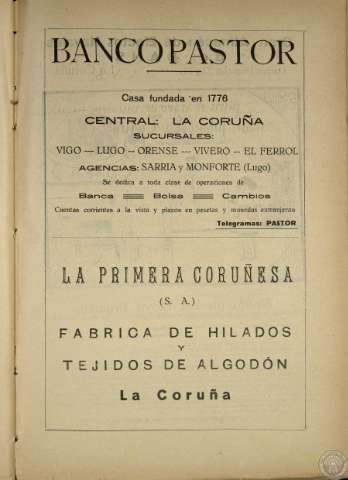 BANCO PASTOR
Casa fundada en 1776
CENTRAL: LA CORUÑA
SUCURSALES:
VIGO — LUGO — ORENSE — VIVERO — EL FERROL
AGENCIAS: SARRIA y MONFORTE (Lugo)
Se dedica a toda clase de operaciones de
Banca Bolsa Cambios
Cuentas corrientes a la vista y plazos en pesetas y monedas extranjeras
Telegramas: PASTOR
LA PRIMERA CORUÑESA
(S. A.)
FABRICA DE HILADOS
Y
TEJIDOS DE ALGODÓN
La Coruña